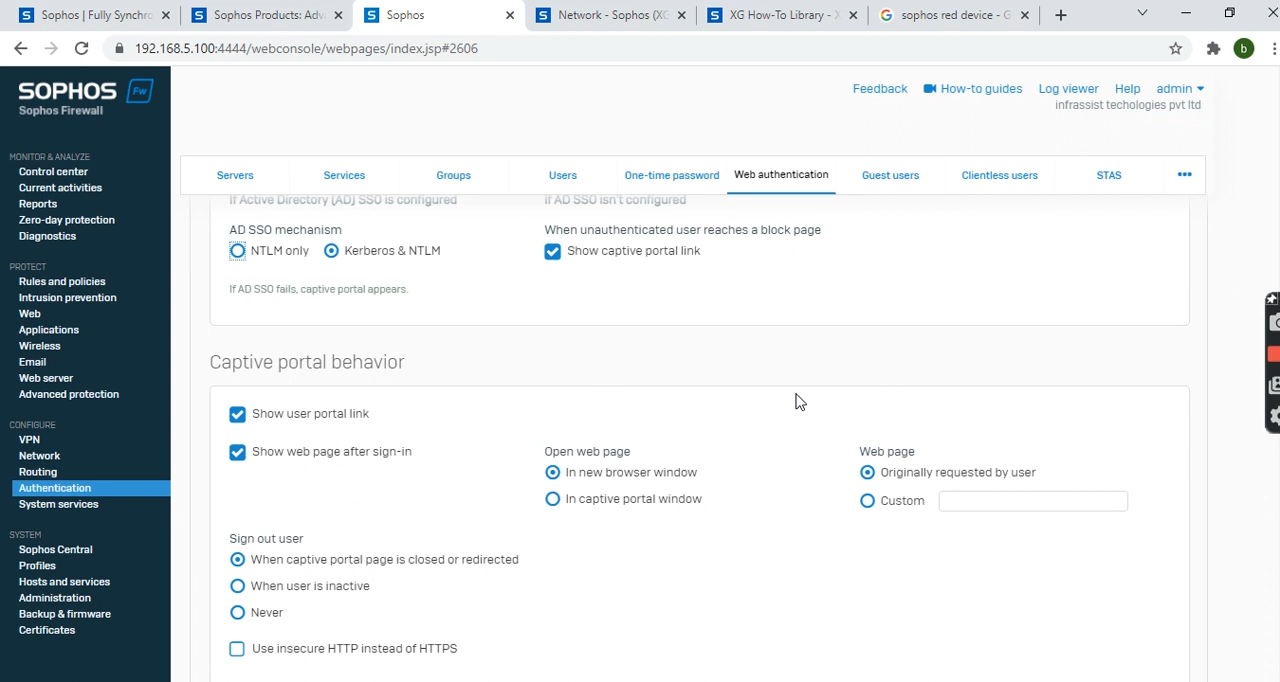 Sophos | Fully Synchro
Sophos Products: Adv
Sophos
Network - Sophos (XG
XG How-To Library -
sophos red device - G
192.168.5.100:4444/webconsole/webpages/index.jsp#2606
b
SOPHOS Fw
Sophos Firewall
Feedback
How-to guides
Log viewer
Help
admin
infrassist techologies pvt ltd
MONITOR & ANALYZE
Control center
Current activities
Reports
Zero-day protection
Diagnostics
PROTECT
Rules and policies
Intrusion prevention
Web
Applications
Wireless
Email
Web server
Advanced protection
CONFIGURE
VPN
Network
Routing
Authentication
System services
SYSTEM
Sophos Central
Profiles
Hosts and services
Administration
Backup & firmware
Certificates
Servers
Services
Groups
Users
One-time password
Web authentication
Guest users
Clientless users
STAS
If Active Directory (AD) SSO is configured
If AD SSO isn't configured
AD SSO mechanism
When unauthenticated user reaches a block page
NTLM only
Kerberos & NTLM
Show captive portal link
If AD SSO fails, captive portal appears.
Captive portal behavior
Show user portal link
Show web page after sign-in
Open web page
Web page
In new browser window
Originally requested by user
In captive portal window
Custom
Sign out user
When captive portal page is closed or redirected
When user is inactive
Never
Use insecure HTTP instead of HTTPS